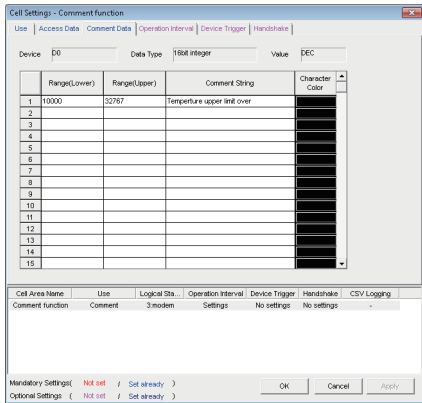 Cell Settings - Comment function
Use Access Data Comment Data Operation Interval Device Trigger Handshake
Device D0 Data Type 16bit integer Value DEC
Range(Lower) Range(Upper) Comment String Character Color
1 10000 32767 Temperture upper limit over
2
3
4
5
6
7
8
9
10
11
12
13
14
15
Cell Area Name Use Logical Sta... Operation Interval Device Trigger Handshake CSV Logging
Comment function Comment 3:modem Settings No settings No settings -
Mandatory Settings( Not set / Set already )
OK Cancel Apply
Optional Settings ( Not set / Set already )